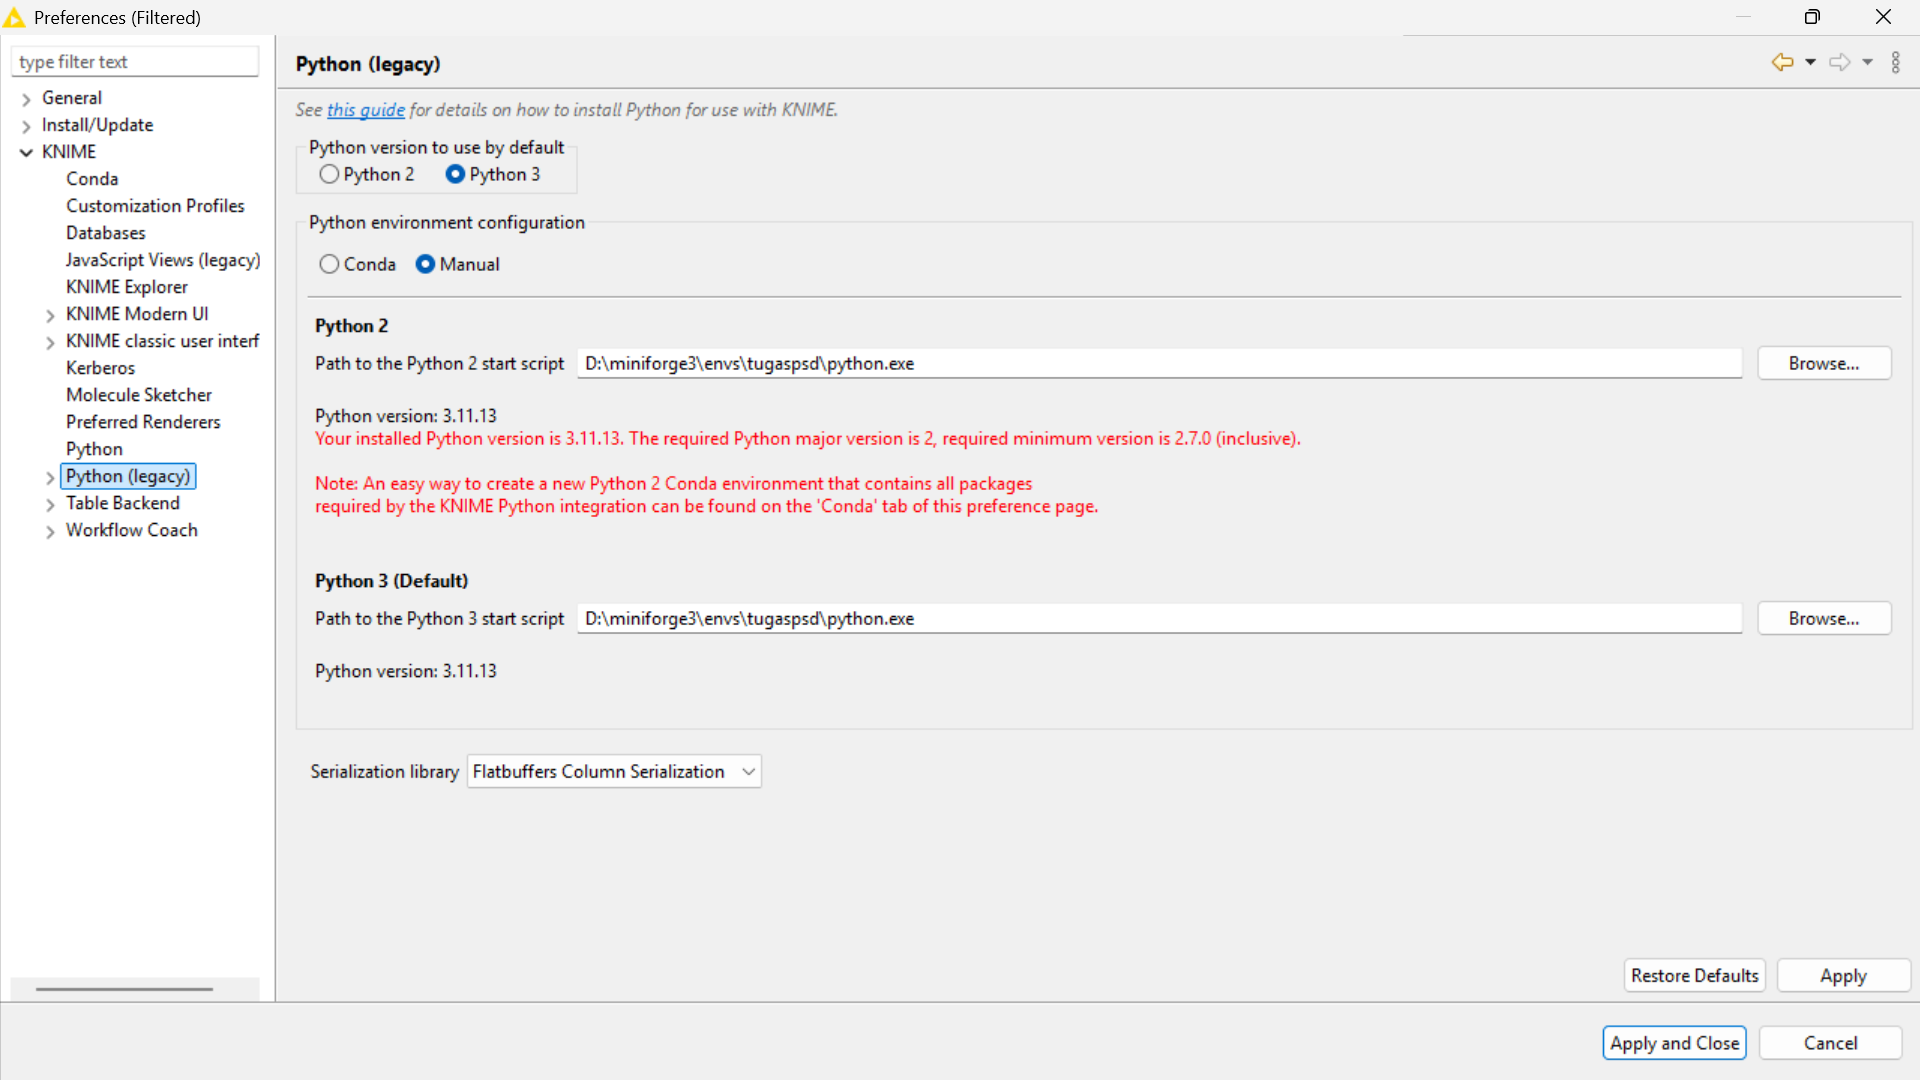 Preferences (Filtered)
type filter text
General
Install/Update
KNIME
Conda
Customization Profiles
Databases
JavaScript Views (legacy)
KNIME Explorer
KNIME Modern UI
KNIME classic user interf
Kerberos
Molecule Sketcher
Preferred Renderers
Python
Python (legacy)
Table Backend
Workflow Coach
Python (legacy)
See this guide for details on how to install Python for use with KNIME.
Python version to use by default
Python 2 Python 3
Python environment configuration
Conda Manual
Python 2
Path to the Python 2 start script D:\miniforge3\envs\tugaspsd\python.exe Browse...
Python version: 3.11.13
Your installed Python version is 3.11.13. The required Python major version is 2, required minimum version is 2.7.0 (inclusive).
Note: An easy way to create a new Python 2 Conda environment that contains all packages
required by the KNIME Python integration can be found on the 'Conda' tab of this preference page.
Python 3 (Default)
Path to the Python 3 start script D:\miniforge3\envs\tugaspsd\python.exe Browse...
Python version: 3.11.13
Serialization library Flatbuffers Column Serialization
Restore Defaults Apply
Apply and Close Cancel